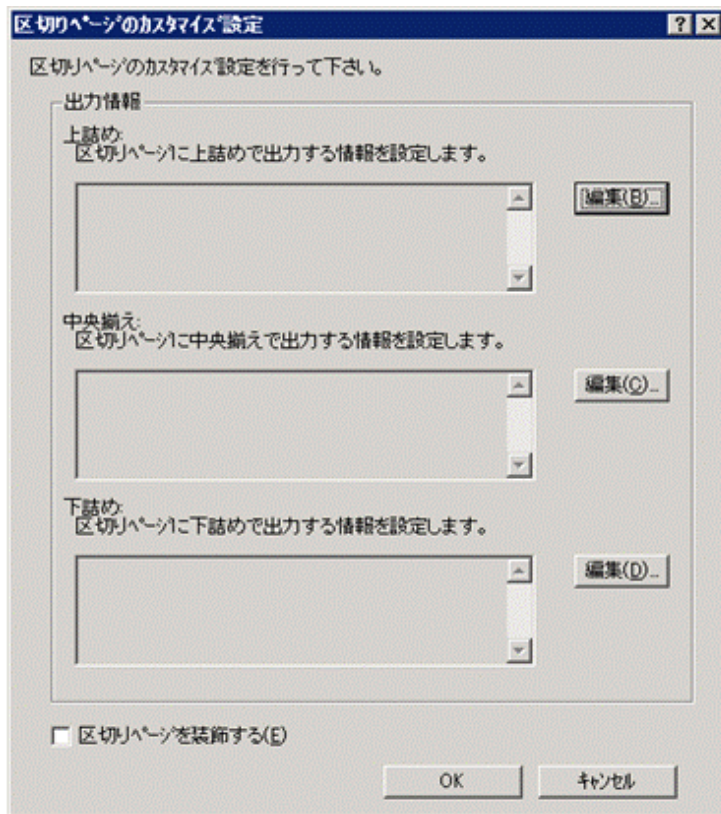 区切りﾍﾟｰｼﾞのｶｽﾀﾏｲｽﾞ設定
区切りﾍﾟｰｼﾞのｶｽﾀﾏｲｽﾞ設定を行って下さい。
出力情報
上詰め:
区切りﾍﾟｰｼﾞに上詰めで出力する情報を設定します。
編集(B)...
中央揃え:
区切りﾍﾟｰｼﾞに中央揃えで出力する情報を設定します。
編集(C)...
下詰め:
区切りﾍﾟｰｼﾞに下詰めで出力する情報を設定します。
編集(D)...
区切りﾍﾟｰｼﾞを装飾する(E)
OK
ｷｬﾝｾﾙ